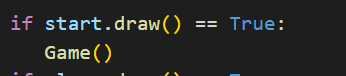 if start.draw() == True:
    Game()